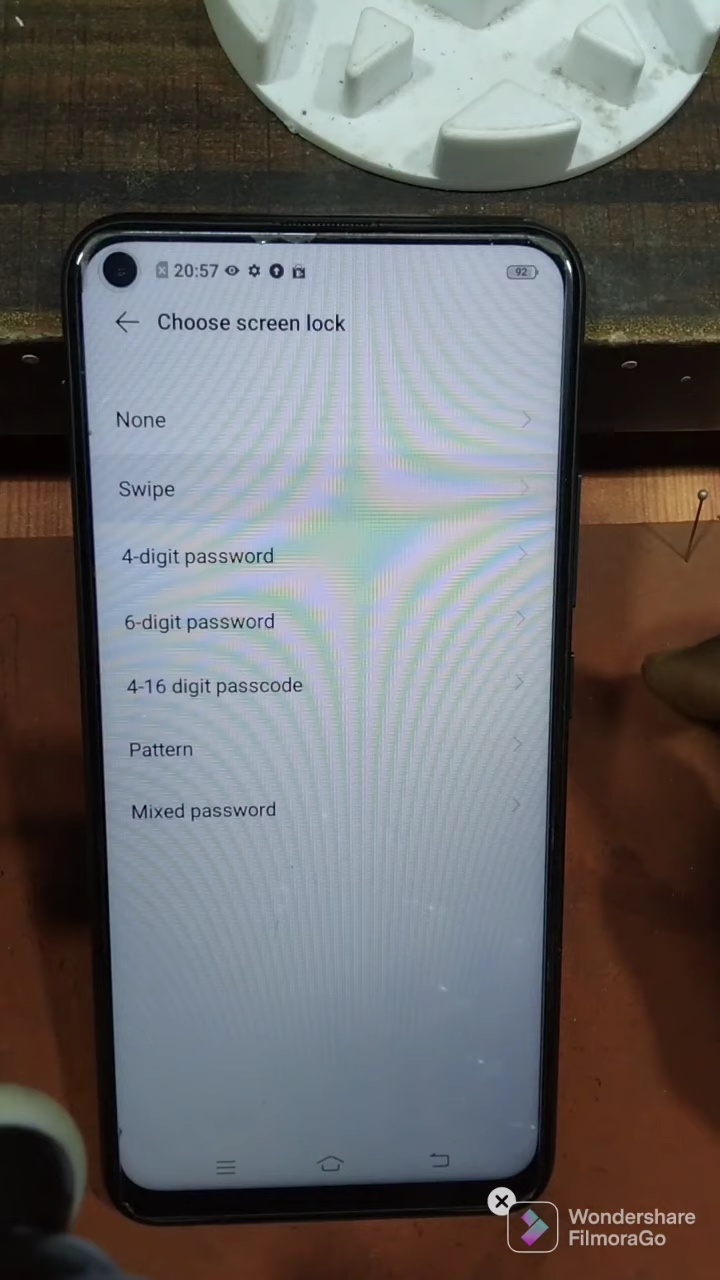 20:57
92
Choose screen lock
None
Swipe
4-digit password
6-digit password
4-16 digit passcode
Pattern
Mixed password
Wondershare
FilmoraGo